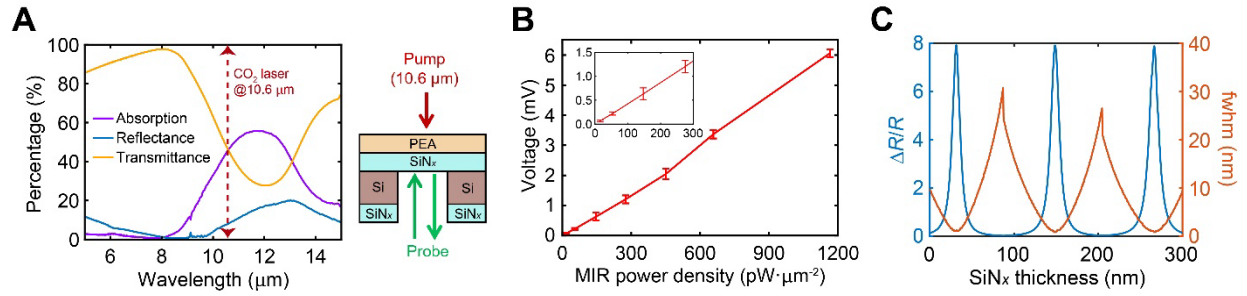 A
100
80
60
40
20
0
Percentage (%)
6
8
10
12
14
Wavelength (μm)
CO₂ laser
@10.6 μm
Absorption
Reflectance
Transmittance
Pump
(10.6 μm)
PEA
SiNₓ
Si
Si
SiNₓ
SiNₓ
Probe
B
6
5
4
3
2
1
0
Voltage (mV)
0
300
600
900
1200
MIR power density (pW·μm⁻²)
1.5
1.0
0.5
0.0
0
100
200
300
C
8
6
4
2
0
ΔR/R
0
100
200
300
SiNₓ thickness (nm)
40
30
20
10
0
fwhm (nm)